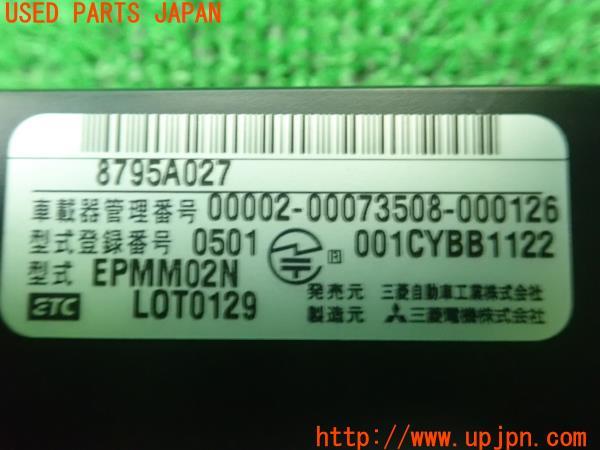 USED PARTS JAPAN
8795A027
車載器管理番号 00002-00073508-000126
型式登録番号 0501 R 001CYBB1122
型式 EPMM02N
ETC LOT0129
発売元 三菱自動車工業株式会社
製造元 三菱電機株式会社
http://www.upjpn.com